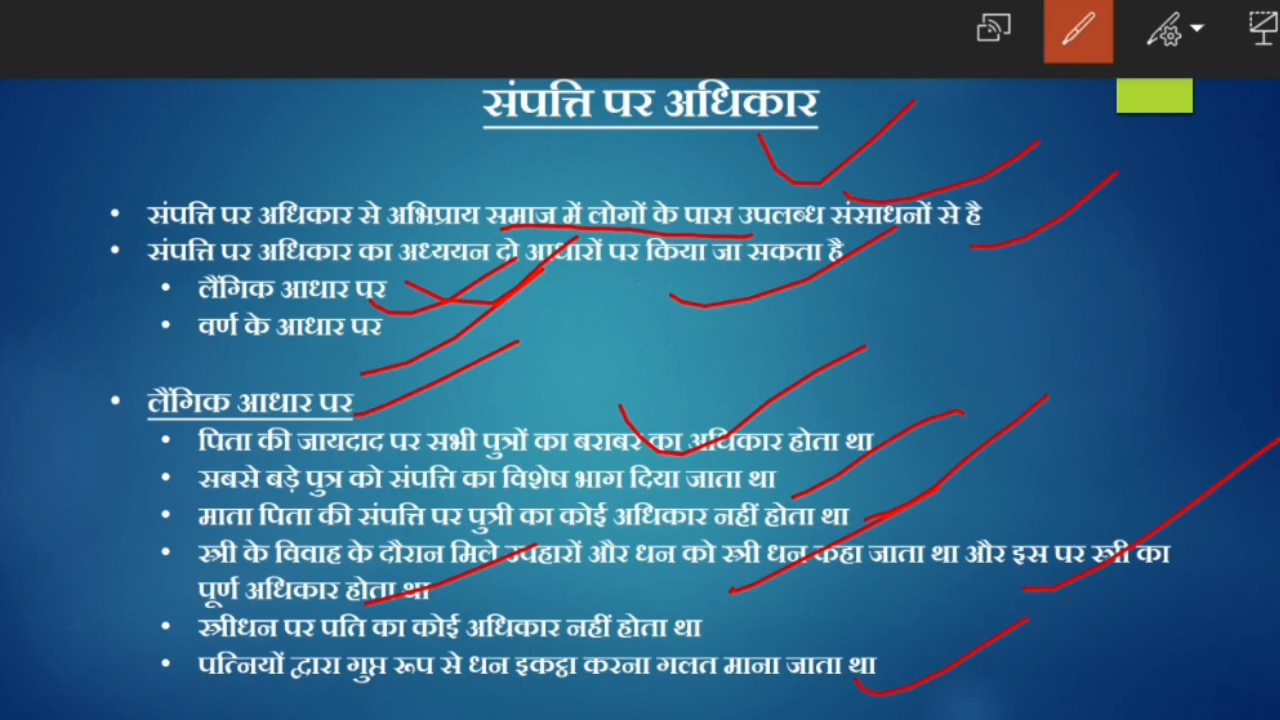 संपत्ति पर अधिकार
• संपत्ति पर अधिकार से अभिप्राय समाज में लोगों के पास उपलब्ध संसाधनों से है
• संपत्ति पर अधिकार का अध्ययन दो आधारों पर किया जा सकता है
• लैंगिक आधार पर
• वर्ण के आधार पर
• लैंगिक आधार पर
• पिता की जायदाद पर सभी पुत्रों का बराबर का अधिकार होता था
• सबसे बड़े पुत्र को संपत्ति का विशेष भाग दिया जाता था
• माता पिता की संपत्ति पर पुत्री का कोई अधिकार नहीं होता था
• स्त्री के विवाह के दौरान मिले उपहारों और धन को स्त्री धन कहा जाता था और इस पर स्त्री का
पूर्ण अधिकार होता था
• स्त्रीधन पर पति का कोई अधिकार नहीं होता था
• पत्नियों द्वारा गुप्त रूप से धन इकट्ठा करना गलत माना जाता था